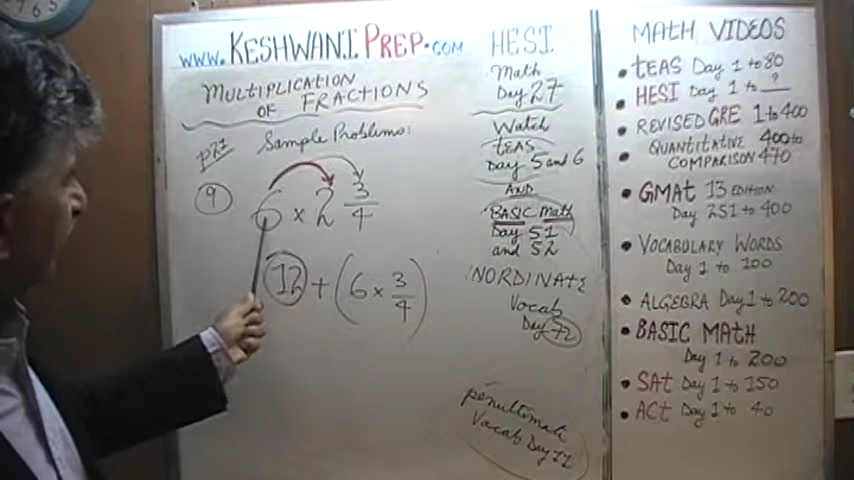 www.KESHWANIPREP.com
MULTIPLICATION
OF FRACTIONS
Sample Problems:
P27
9
6 × 2 3/4
12 + (6 × 3/4)
HESI
Math
Day 27
Watch
TEAS
Day 5 and 6
AND
BASIC Math
Day 51
and 52
INORDINATE
Vocab
Day 72
penultimate
Vocab Day 22
MATH VIDEOS
• TEAS Day 1 to 80
• HESI Day 1 to ?
• REVISED GRE 1 to 400
• QUANTITATIVE 400 to
COMPARISON 470
• GMAT 13 EDITION
Day 251 to 400
• VOCABULARY WORDS
Day 1 to 100
• ALGEBRA Day 1 to 200
• BASIC MATH
Day 1 to 200
• SAt Day 1 to 150
• ACt Day 1 to 40